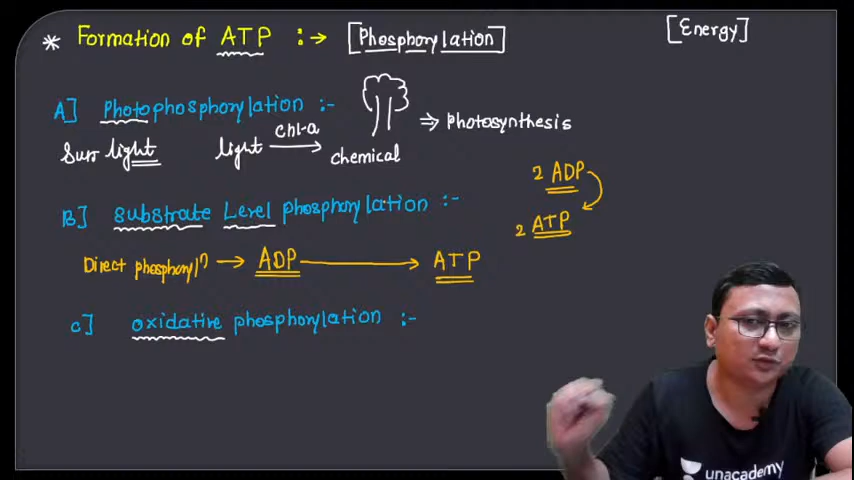 * Formation of ATP :→ [Phosphorylation]
[Energy]
A] Photophosphorylation :-
Sun light
light chl-a → chemical ⇒ photosynthesis
2 ADP
2 ATP
B] substrate Level phosphorylation :-
Direct phosphoryl^n → ADP → ATP
c] oxidative phosphorylation :-
unacademy